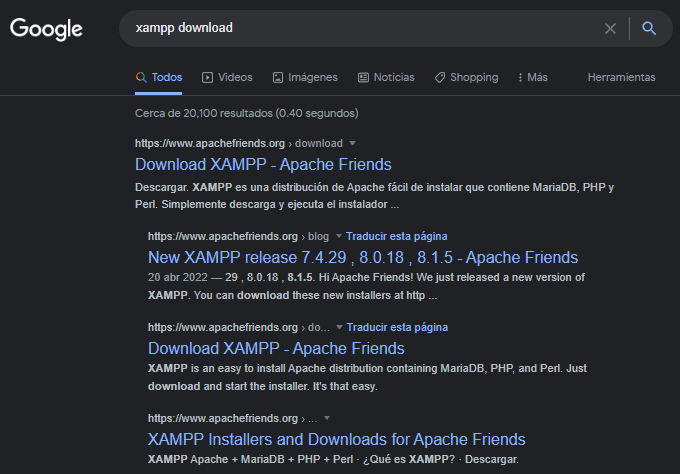 Google
xampp download
Todos Videos Imágenes Noticias Shopping Más Herramientas
Cerca de 20,100 resultados (0.40 segundos)
https://www.apachefriends.org › download
Download XAMPP - Apache Friends
Descargar. XAMPP es una distribución de Apache fácil de instalar que contiene MariaDB, PHP y
Perl. Simplemente descarga y ejecuta el instalador ...
https://www.apachefriends.org › blog Traducir esta página
New XAMPP release 7.4.29 , 8.0.18 , 8.1.5 - Apache Friends
20 abr 2022 — 29 , 8.0.18 , 8.1.5. Hi Apache Friends! We just released a new version of
XAMPP. You can download these new installers at http ...
https://www.apachefriends.org › do... Traducir esta página
Download XAMPP - Apache Friends
XAMPP is an easy to install Apache distribution containing MariaDB, PHP, and Perl. Just
download and start the installer. It's that easy.
https://www.apachefriends.org › ...
XAMPP Installers and Downloads for Apache Friends
XAMPP Apache + MariaDB + PHP + Perl · ¿Qué es XAMPP? · Descargar.